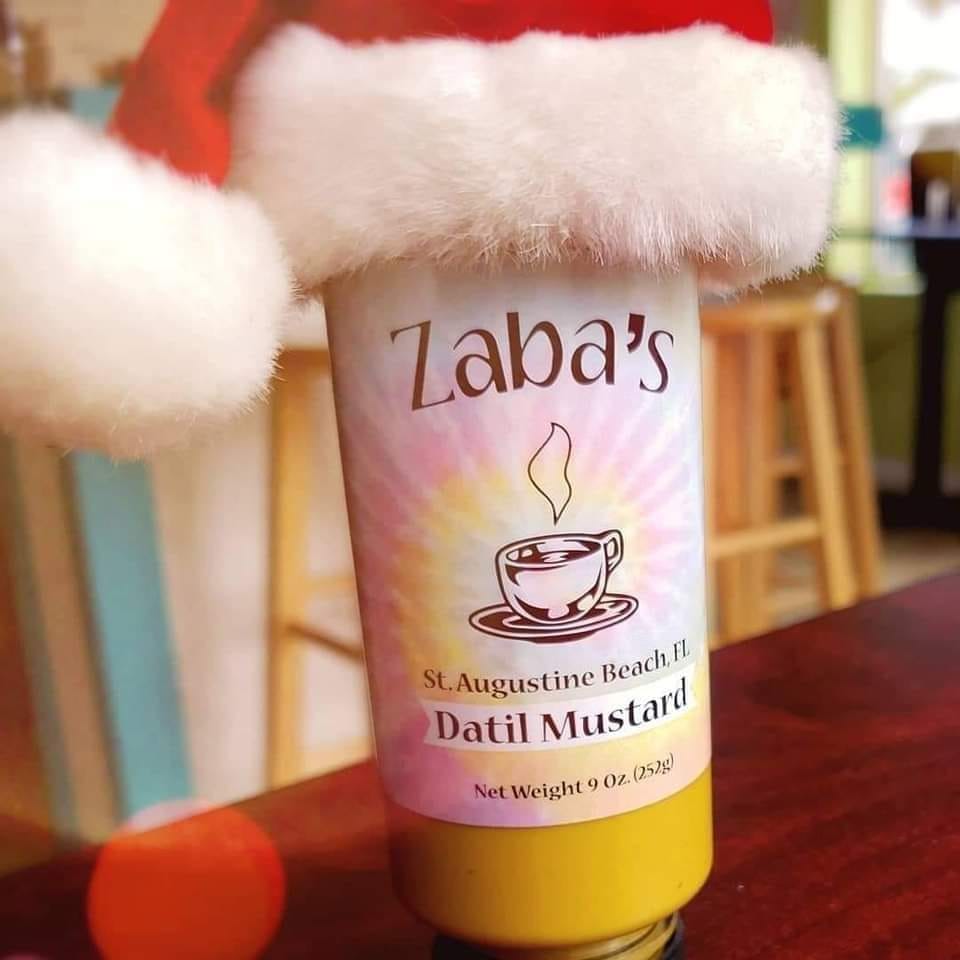 Zaba's
St. Augustine Beach, FL
Datil Mustard
Net Weight 9 Oz. (252g)